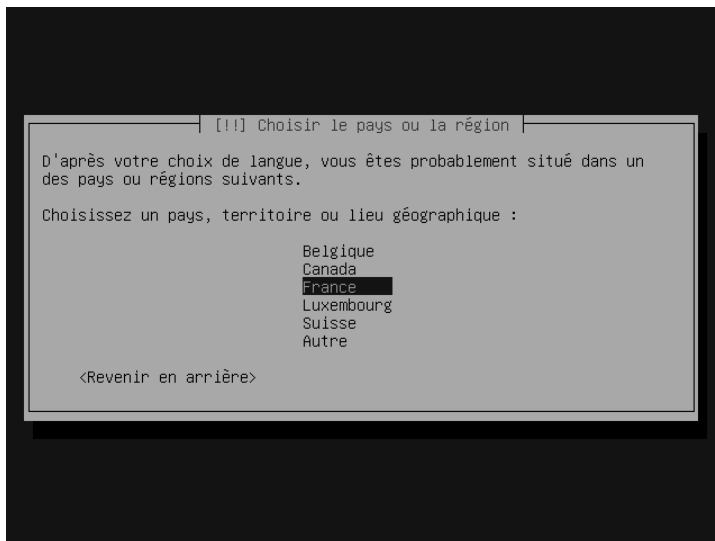 [!!] Choisir le pays ou la région
D'après votre choix de langue, vous êtes probablement situé dans un
des pays ou régions suivants.
Choisissez un pays, territoire ou lieu géographique :
Belgique
Canada
France
Luxembourg
Suisse
Autre
<Revenir en arrière>